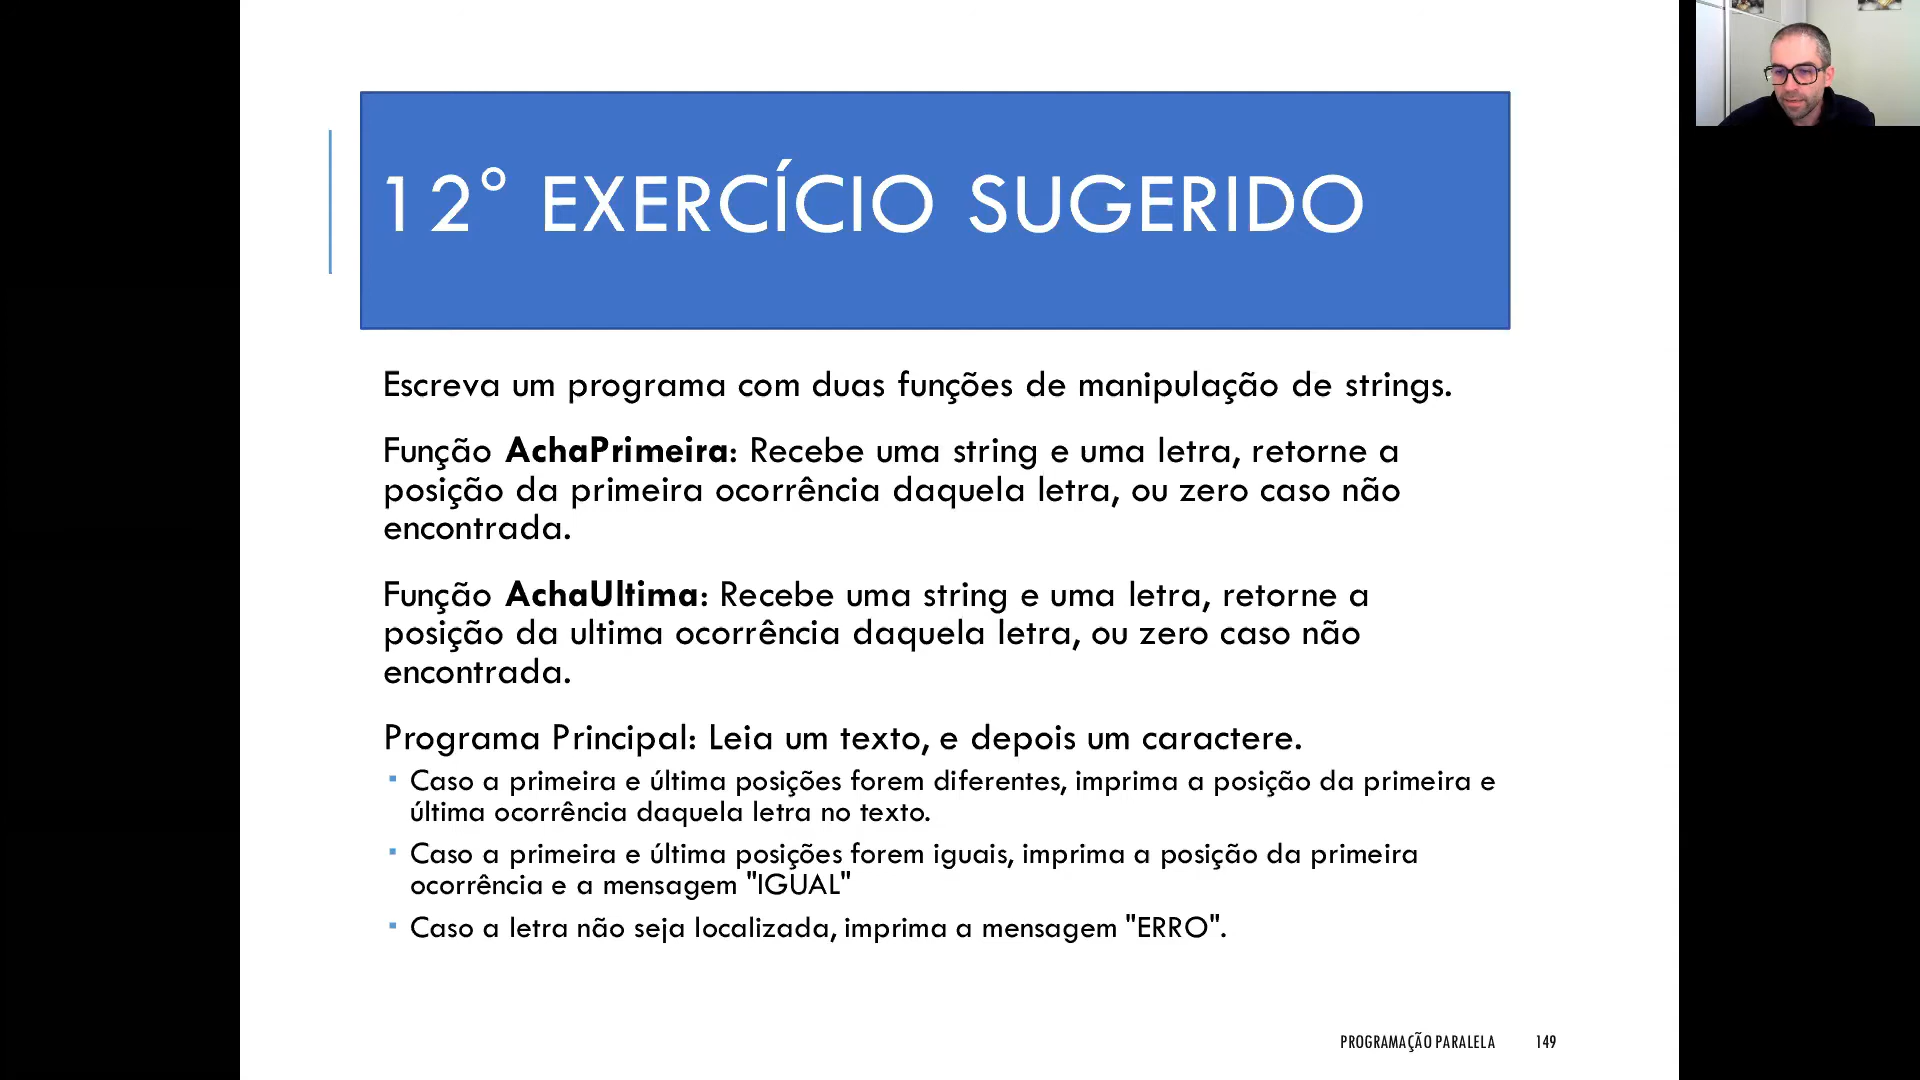 12° EXERCÍCIO SUGERIDO
Escreva um programa com duas funções de manipulação de strings.
Função AchaPrimeira: Recebe uma string e uma letra, retorne a
posição da primeira ocorrência daquela letra, ou zero caso não
encontrada.
Função AchaUltima: Recebe uma string e uma letra, retorne a
posição da ultima ocorrência daquela letra, ou zero caso não
encontrada.
Programa Principal: Leia um texto, e depois um caractere.
▪ Caso a primeira e última posições forem diferentes, imprima a posição da primeira e
última ocorrência daquela letra no texto.
▪ Caso a primeira e última posições forem iguais, imprima a posição da primeira
ocorrência e a mensagem "IGUAL"
▪ Caso a letra não seja localizada, imprima a mensagem "ERRO".
PROGRAMAÇÃO PARALELA 149